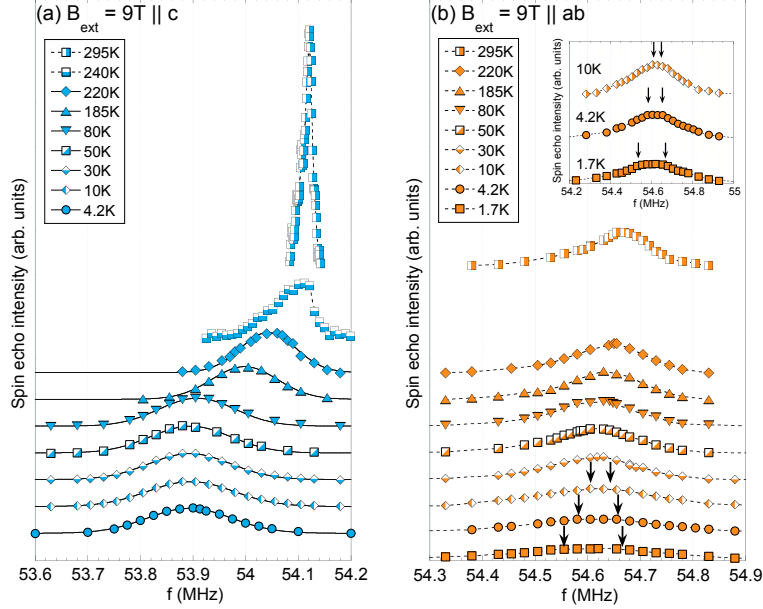 (a) B_ext = 9T || c
295K
240K
220K
185K
80K
50K
30K
10K
4.2K
Spin echo intensity (arb. units)
53.6 53.7 53.8 53.9 54 54.1 54.2
f (MHz)
(b) B_ext = 9T || ab
295K
220K
185K
80K
50K
30K
10K
4.2K
1.7K
Spin echo intensity (arb. units)
10K
4.2K
1.7K
54.2 54.4 54.6 54.8 55
f (MHz)
Spin echo intensity (arb. units)
54.3 54.4 54.5 54.6 54.7 54.8 54.9
f (MHz)